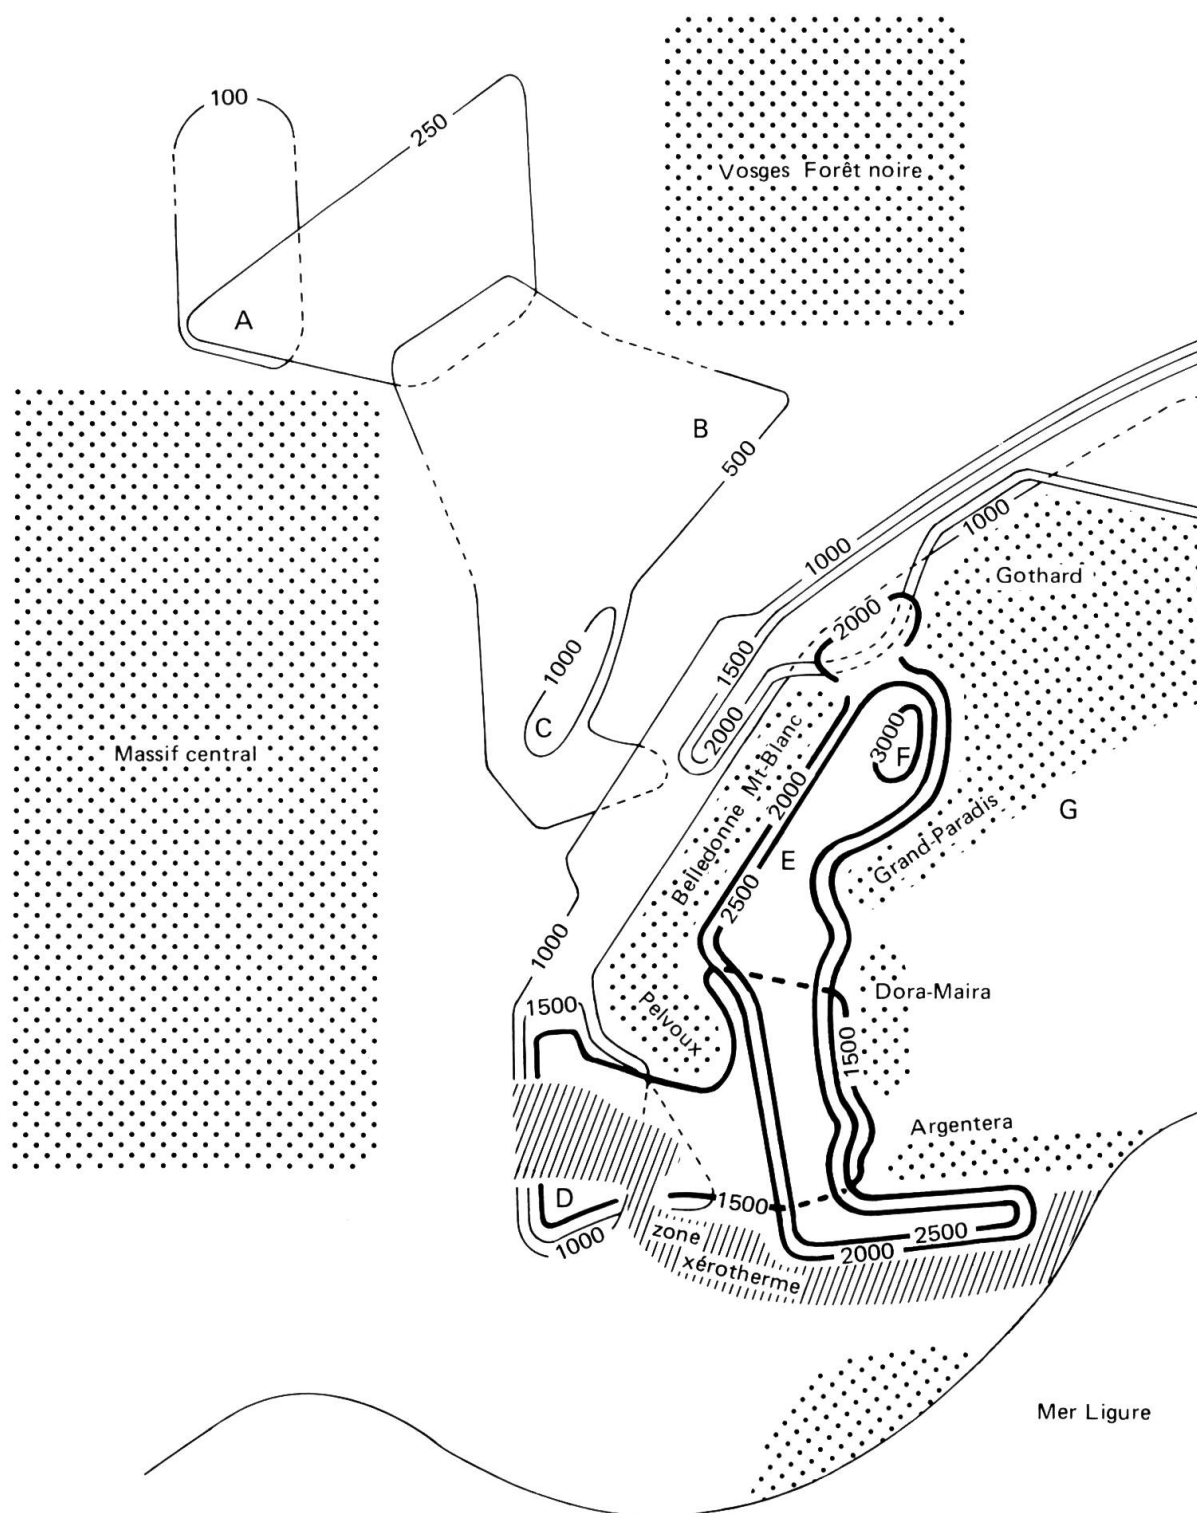 100
250
Vosges Forêt noire
A
B
500
1000
1000
Gothard
2000
1000
1500
C
2000
3000
F
Massif central
Belledonne Mt-Blanc
2000
G
Grand-Paradis
E
2500
1000
Dora-Maira
1500
Pelvoux
1500
Argentera
D
1500
1000
zone
2500
2000
xérotherme
Mer Ligure